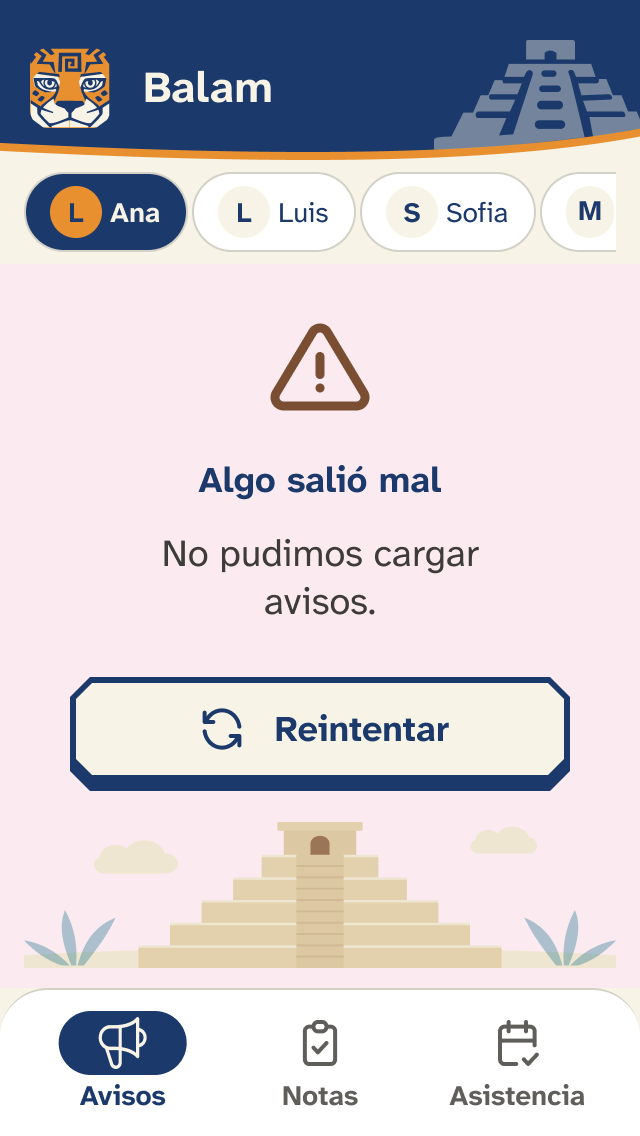 Balam
L Ana
L Luis
S Sofia
M
Algo salió mal
No pudimos cargar
avisos.
Reintentar
Avisos
Notas
Asistencia